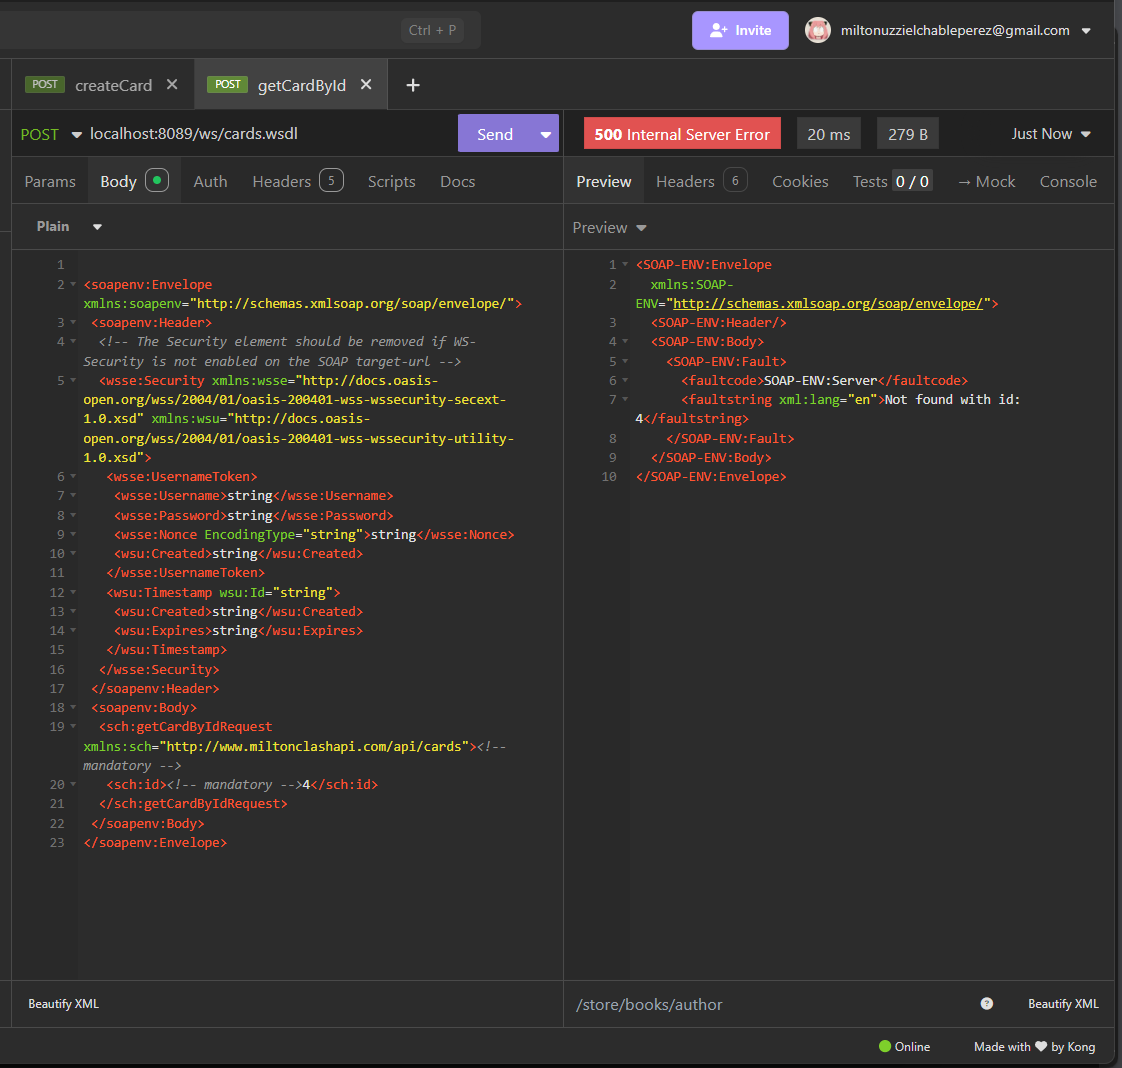 Ctrl + P
Invite
miltonuzzielchableperez@gmail.com
POST createCard
POST getCardById
+
POST localhost:8089/ws/cards.wsdl
Send
500 Internal Server Error
20 ms
279 B
Just Now
Params Body Auth Headers 5 Scripts Docs
Preview Headers 6 Cookies Tests 0 / 0 → Mock Console
Plain
Preview
1
2 <soapenv:Envelope
xmlns:soapenv="http://schemas.xmlsoap.org/soap/envelope/">
3 <soapenv:Header>
4 <!-- The Security element should be removed if WS-
Security is not enabled on the SOAP target-url -->
5 <wsse:Security xmlns:wsse="http://docs.oasis-
open.org/wss/2004/01/oasis-200401-wss-wssecurity-secext-
1.0.xsd" xmlns:wsu="http://docs.oasis-
open.org/wss/2004/01/oasis-200401-wss-wssecurity-utility-
1.0.xsd">
6 <wsse:UsernameToken>
7 <wsse:Username>string</wsse:Username>
8 <wsse:Password>string</wsse:Password>
9 <wsse:Nonce EncodingType="string">string</wsse:Nonce>
10 <wsu:Created>string</wsu:Created>
11 </wsse:UsernameToken>
12 <wsu:Timestamp wsu:Id="string">
13 <wsu:Created>string</wsu:Created>
14 <wsu:Expires>string</wsu:Expires>
15 </wsu:Timestamp>
16 </wsse:Security>
17 </soapenv:Header>
18 <soapenv:Body>
19 <sch:getCardByIdRequest
xmlns:sch="http://www.miltonclashapi.com/api/cards"><!--
mandatory -->
20 <sch:id><!-- mandatory -->4</sch:id>
21 </sch:getCardByIdRequest>
22 </soapenv:Body>
23 </soapenv:Envelope>
1 <SOAP-ENV:Envelope
2 xmlns:SOAP-
ENV="http://schemas.xmlsoap.org/soap/envelope/">
3 <SOAP-ENV:Header/>
4 <SOAP-ENV:Body>
5 <SOAP-ENV:Fault>
6 <faultcode>SOAP-ENV:Server</faultcode>
7 <faultstring xml:lang="en">Not found with id:
4</faultstring>
8 </SOAP-ENV:Fault>
9 </SOAP-ENV:Body>
10 </SOAP-ENV:Envelope>
Beautify XML
/store/books/author
?
Beautify XML
Online
Made with ♥ by Kong